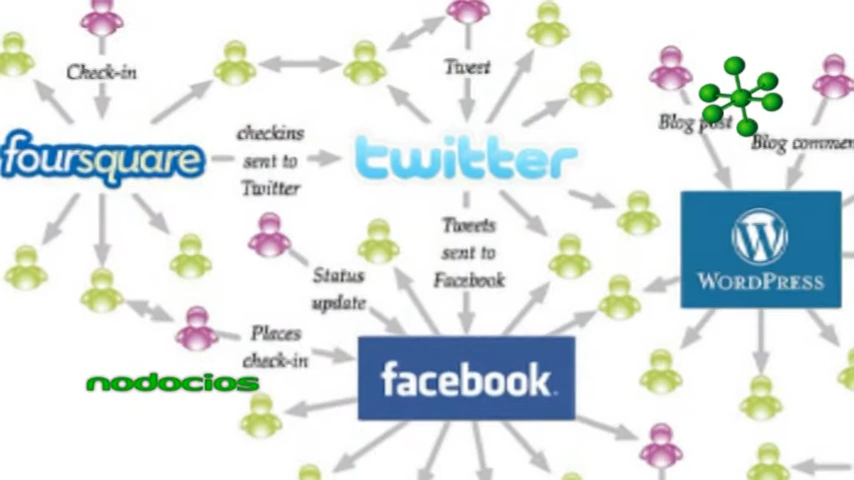 Check-in
Tweet
Blog post
Blog commen
foursquare
checkins
sent to
Twitter
twitter
Tweets
sent to
Facebook
WORDPRESS
Status
update
Places
check-in
nodocios
facebook